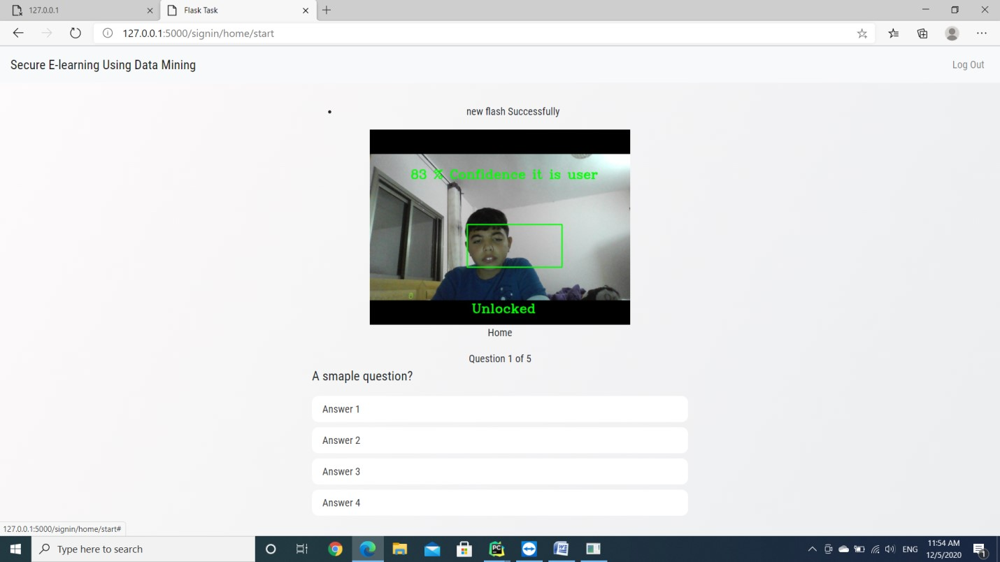 127.0.0.1
Flask Task
127.0.0.1:5000/signin/home/start
Secure E-learning Using Data Mining
Log Out
new flash Successfully
83 % Confidence it is user
Unlocked
Home
Question 1 of 5
A smaple question?
Answer 1
Answer 2
Answer 3
Answer 4
127.0.0.1:5000/signin/home/start#
Type here to search
PC
ENG
11:54 AM
12/5/2020
1